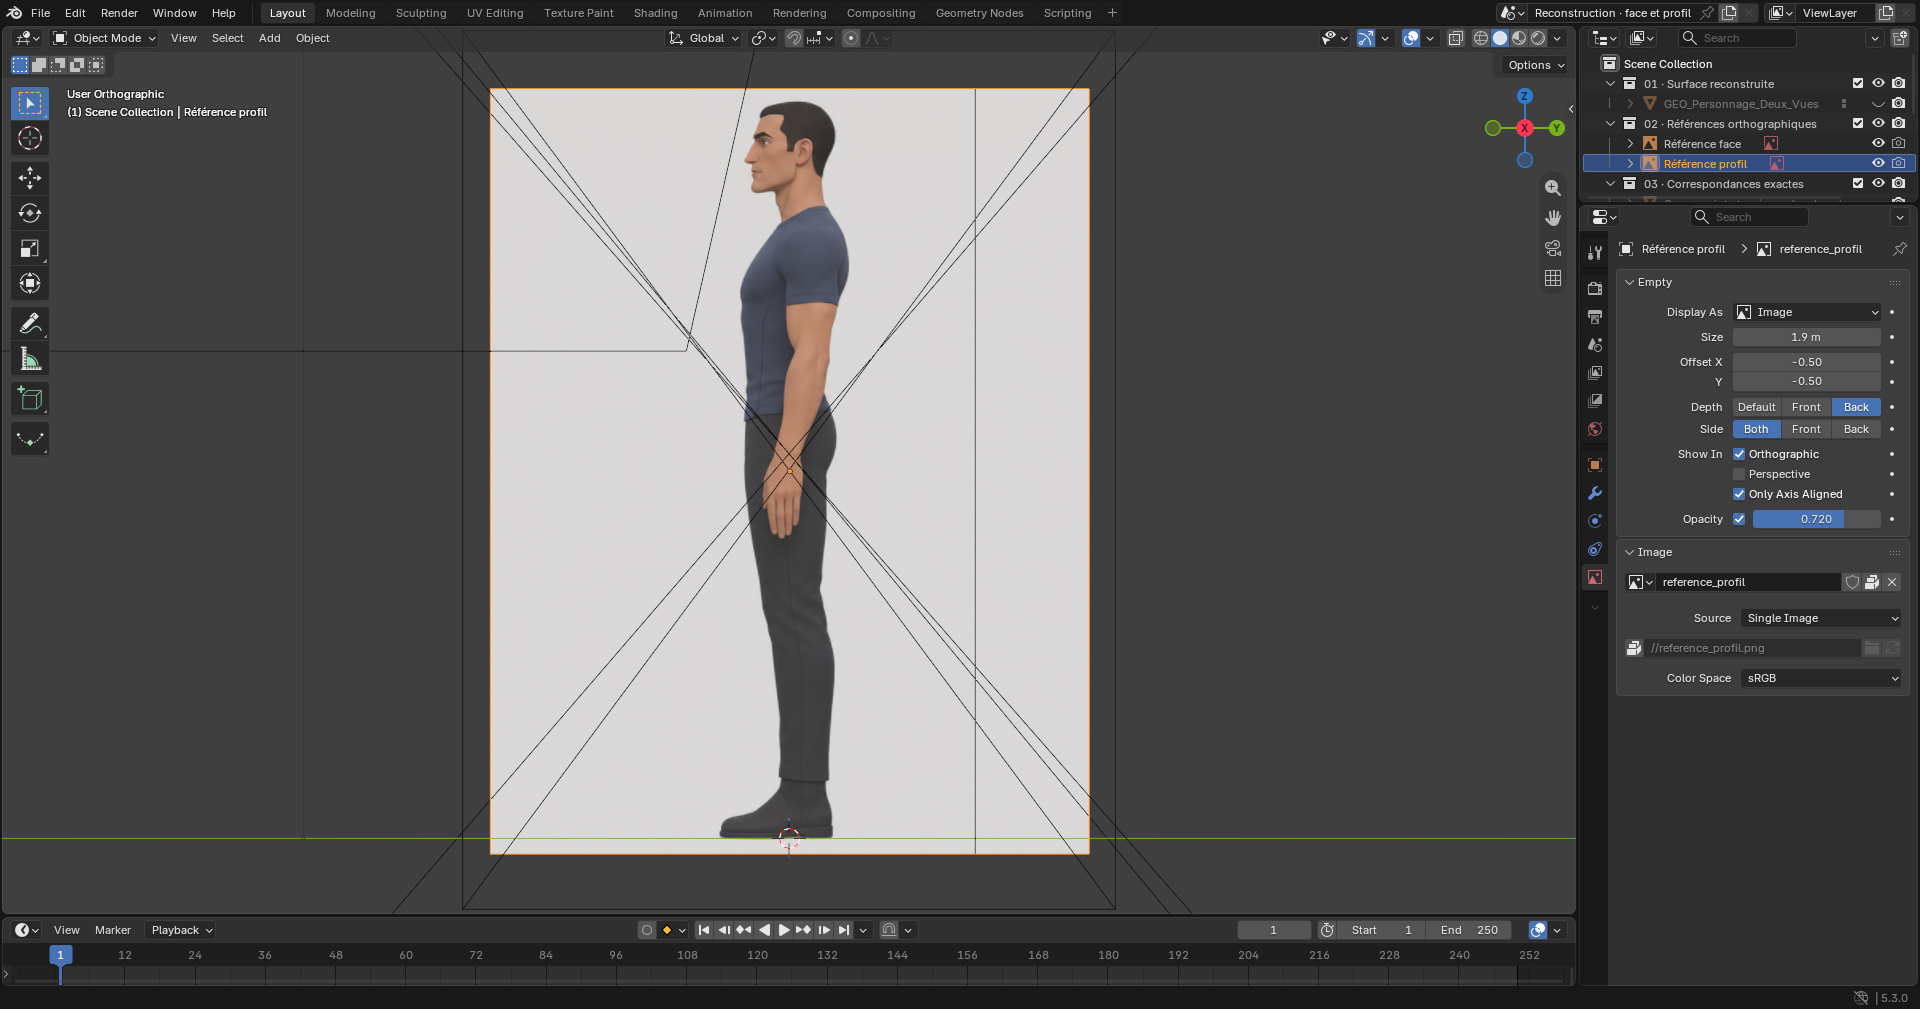 File Edit Render Window Help Layout Modeling Sculpting UV Editing Texture Paint Shading Animation Rendering Compositing Geometry Nodes Scripting + Reconstruction · face et profil ViewLayer
Object Mode View Select Add Object Global Search
Options
User Orthographic
(1) Scene Collection | Référence profil
Z
X
Y
Scene Collection
01 · Surface reconstruite
GEO_Personnage_Deux_Vues
02 · Références orthographiques
Référence face
Référence profil
03 · Correspondances exactes
Search
Référence profil reference_profil
Empty
Display As Image
Size 1.9 m
Offset X -0.50
Y -0.50
Depth Default Front Back
Side Both Front Back
Show In Orthographic
Perspective
Only Axis Aligned
Opacity 0.720
Image
reference_profil
Source Single Image
//reference_profil.png
Color Space sRGB
View Marker Playback 1 Start 1 End 250
1 12 24 36 48 60 72 84 96 108 120 132 144 156 168 180 192 204 216 228 240 252
5.3.0